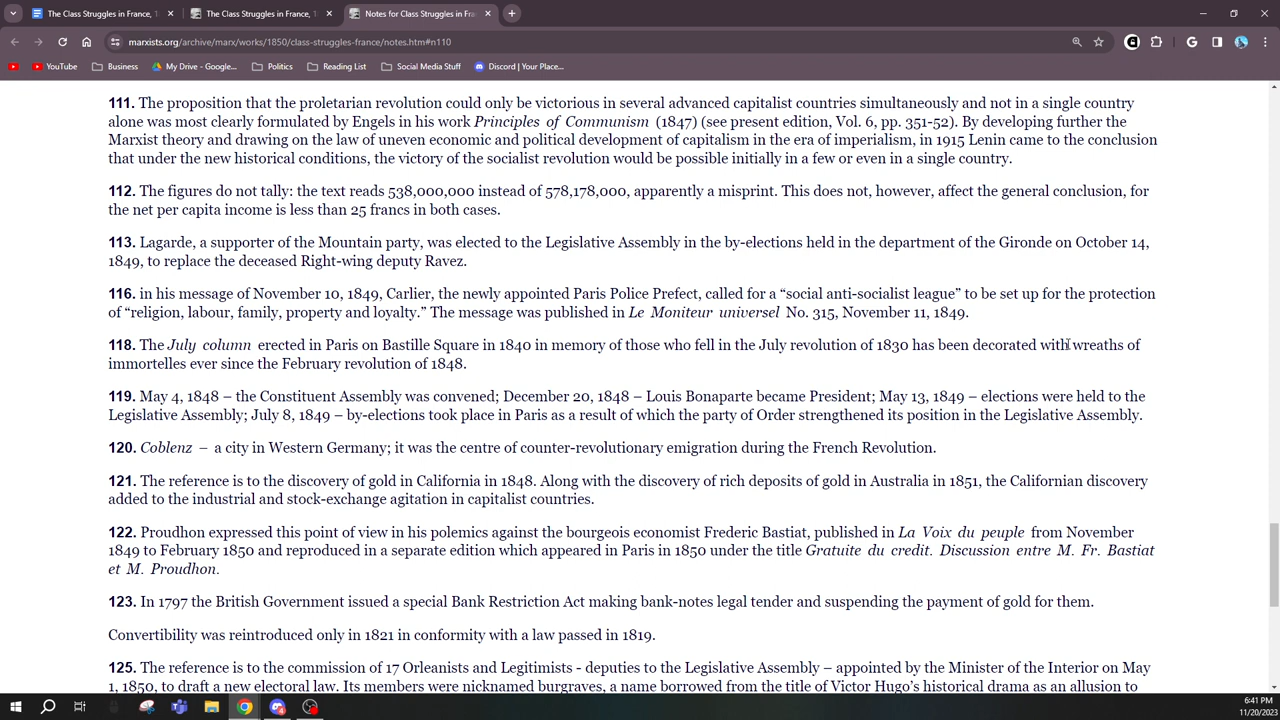 The Class Struggles in France, 1
The Class Struggles in France, 1
Notes for Class Struggles in Fra
marxists.org/archive/marx/works/1850/class-struggles-france/notes.htm#n110
YouTube
Business
My Drive - Google...
Politics
Reading List
Social Media Stuff
Discord | Your Place...
111. The proposition that the proletarian revolution could only be victorious in several advanced capitalist countries simultaneously and not in a single country
alone was most clearly formulated by Engels in his work Principles of Communism (1847) (see present edition, Vol. 6, pp. 351-52). By developing further the
Marxist theory and drawing on the law of uneven economic and political development of capitalism in the era of imperialism, in 1915 Lenin came to the conclusion
that under the new historical conditions, the victory of the socialist revolution would be possible initially in a few or even in a single country.
112. The figures do not tally: the text reads 538,000,000 instead of 578,178,000, apparently a misprint. This does not, however, affect the general conclusion, for
the net per capita income is less than 25 francs in both cases.
113. Lagarde, a supporter of the Mountain party, was elected to the Legislative Assembly in the by-elections held in the department of the Gironde on October 14,
1849, to replace the deceased Right-wing deputy Ravez.
116. in his message of November 10, 1849, Carlier, the newly appointed Paris Police Prefect, called for a “social anti-socialist league” to be set up for the protection
of “religion, labour, family, property and loyalty.” The message was published in Le Moniteur universel No. 315, November 11, 1849.
118. The July column erected in Paris on Bastille Square in 1840 in memory of those who fell in the July revolution of 1830 has been decorated with wreaths of
immortelles ever since the February revolution of 1848.
119. May 4, 1848 – the Constituent Assembly was convened; December 20, 1848 – Louis Bonaparte became President; May 13, 1849 – elections were held to the
Legislative Assembly; July 8, 1849 – by-elections took place in Paris as a result of which the party of Order strengthened its position in the Legislative Assembly.
120. Coblenz – a city in Western Germany; it was the centre of counter-revolutionary emigration during the French Revolution.
121. The reference is to the discovery of gold in California in 1848. Along with the discovery of rich deposits of gold in Australia in 1851, the Californian discovery
added to the industrial and stock-exchange agitation in capitalist countries.
122. Proudhon expressed this point of view in his polemics against the bourgeois economist Frederic Bastiat, published in La Voix du peuple from November
1849 to February 1850 and reproduced in a separate edition which appeared in Paris in 1850 under the title Gratuite du credit. Discussion entre M. Fr. Bastiat
et M. Proudhon.
123. In 1797 the British Government issued a special Bank Restriction Act making bank-notes legal tender and suspending the payment of gold for them.
Convertibility was reintroduced only in 1821 in conformity with a law passed in 1819.
125. The reference is to the commission of 17 Orleanists and Legitimists - deputies to the Legislative Assembly – appointed by the Minister of the Interior on May
1, 1850, to draft a new electoral law. Its members were nicknamed burgraves, a name borrowed from the title of Victor Hugo’s historical drama as an allusion to
6:41 PM
11/20/2023